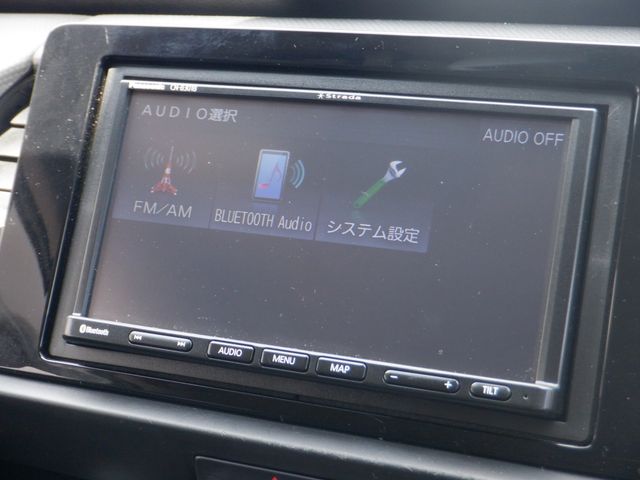 Panasonic
Strada
AUDIO選択
AUDIO OFF
FM/AM
BLUETOOTH Audio
システム設定
Bluetooth
AUDIO
MENU
MAP
− +
TILT